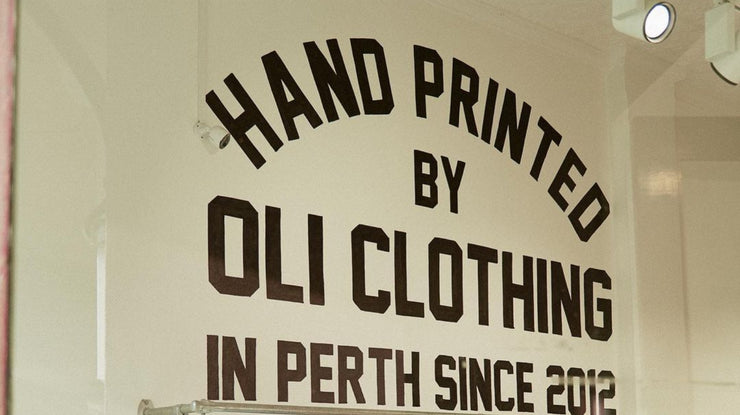 HAND PRINTED
BY
OLI CLOTHING
IN PERTH SINCE 2012